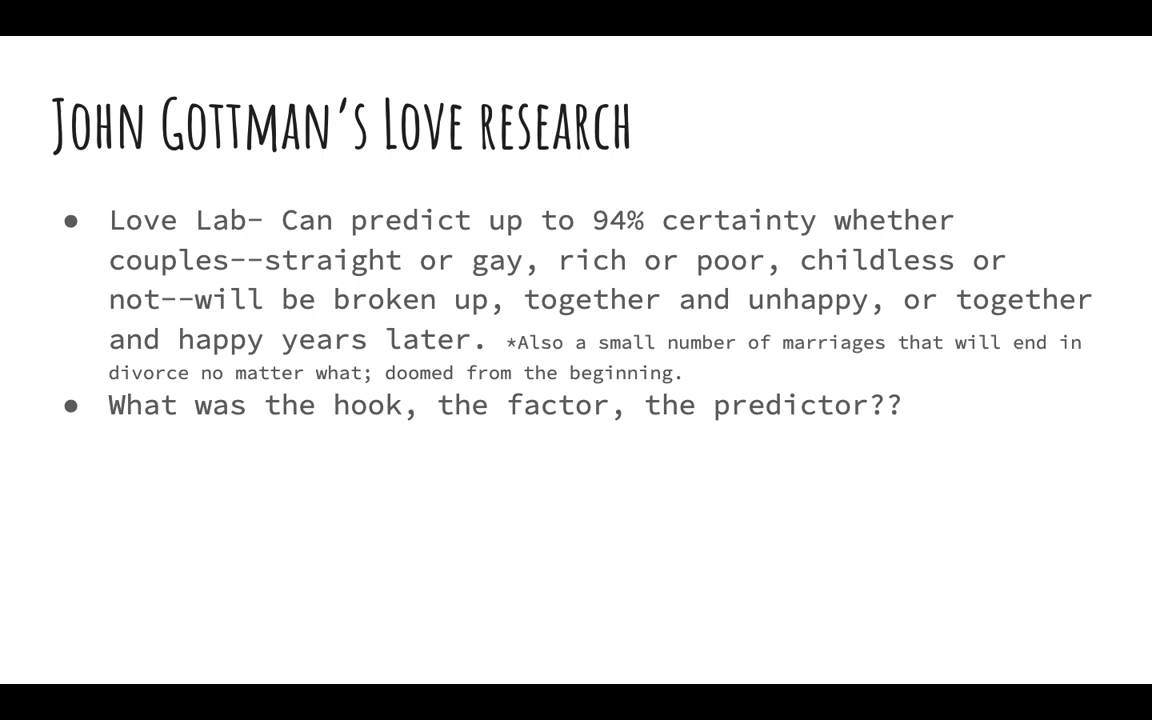 John Gottman's Love research
● Love Lab- Can predict up to 94% certainty whether
couples--straight or gay, rich or poor, childless or
not--will be broken up, together and unhappy, or together
and happy years later. *Also a small number of marriages that will end in
divorce no matter what; doomed from the beginning.
● What was the hook, the factor, the predictor??